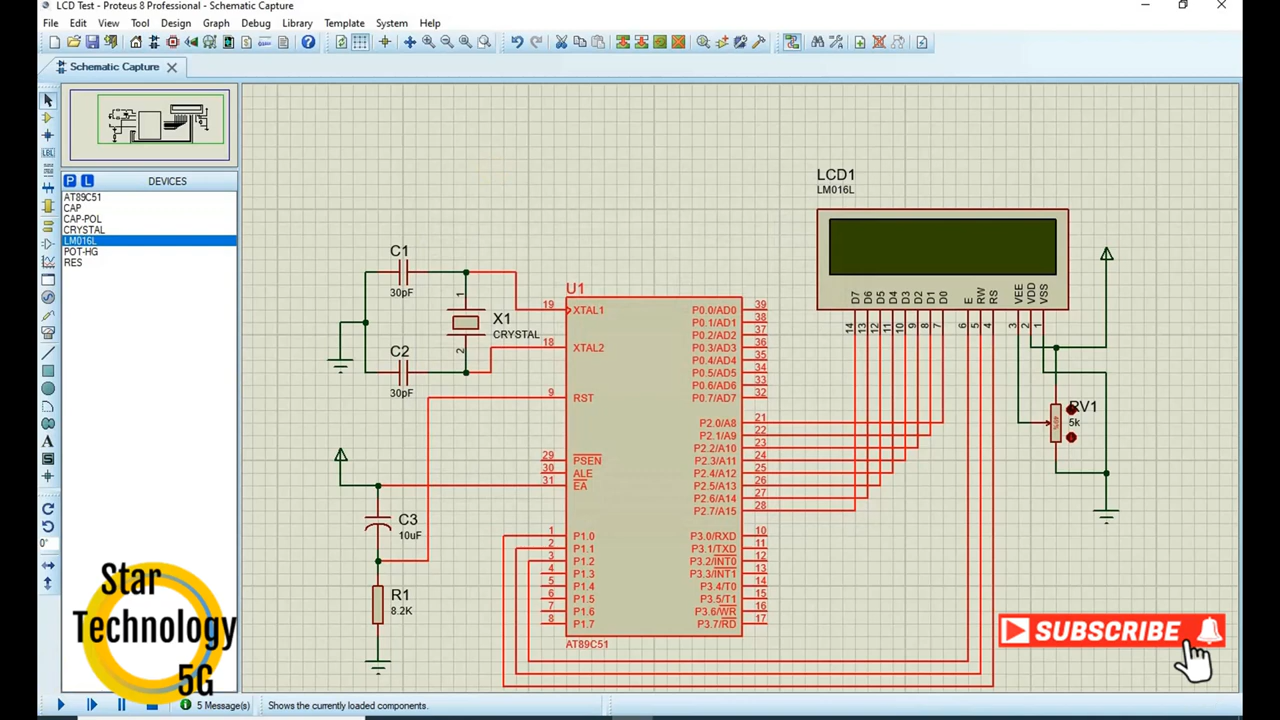 LCD Test - Proteus 8 Professional - Schematic Capture
File Edit View Tool Design Graph Debug Library Template System Help
Schematic Capture
P L DEVICES
AT89C51
CAP
CAP-POL
CRYSTAL
LM016L
POT-HG
RES
LBL
A
S
0°
LCD1
LM016L
D7 D6 D5 D4 D3 D2 D1 D0 E RW RS VEE VDD VSS
14 13 12 11 10 9 8 7 6 5 4 3 2 1
C1
30pF
C2
30pF
1
2
X1
CRYSTAL
U1
19 XTAL1
18 XTAL2
9 RST
29 PSEN
30 ALE
31 EA
1 P1.0
2 P1.1
3 P1.2
4 P1.3
5 P1.4
6 P1.5
7 P1.6
8 P1.7
P0.0/AD0 39
P0.1/AD1 38
P0.2/AD2 37
P0.3/AD3 36
P0.4/AD4 35
P0.5/AD5 34
P0.6/AD6 33
P0.7/AD7 32
P2.0/A8 21
P2.1/A9 22
P2.2/A10 23
P2.3/A11 24
P2.4/A12 25
P2.5/A13 26
P2.6/A14 27
P2.7/A15 28
P3.0/RXD 10
P3.1/TXD 11
P3.2/INT0 12
P3.3/INT1 13
P3.4/T0 14
P3.5/T1 15
P3.6/WR 16
P3.7/RD 17
AT89C51
C3
10uF
R1
8.2K
RV1
5k
Star
Technology
5G
SUBSCRIBE
5 Message(s) Shows the currently loaded components.